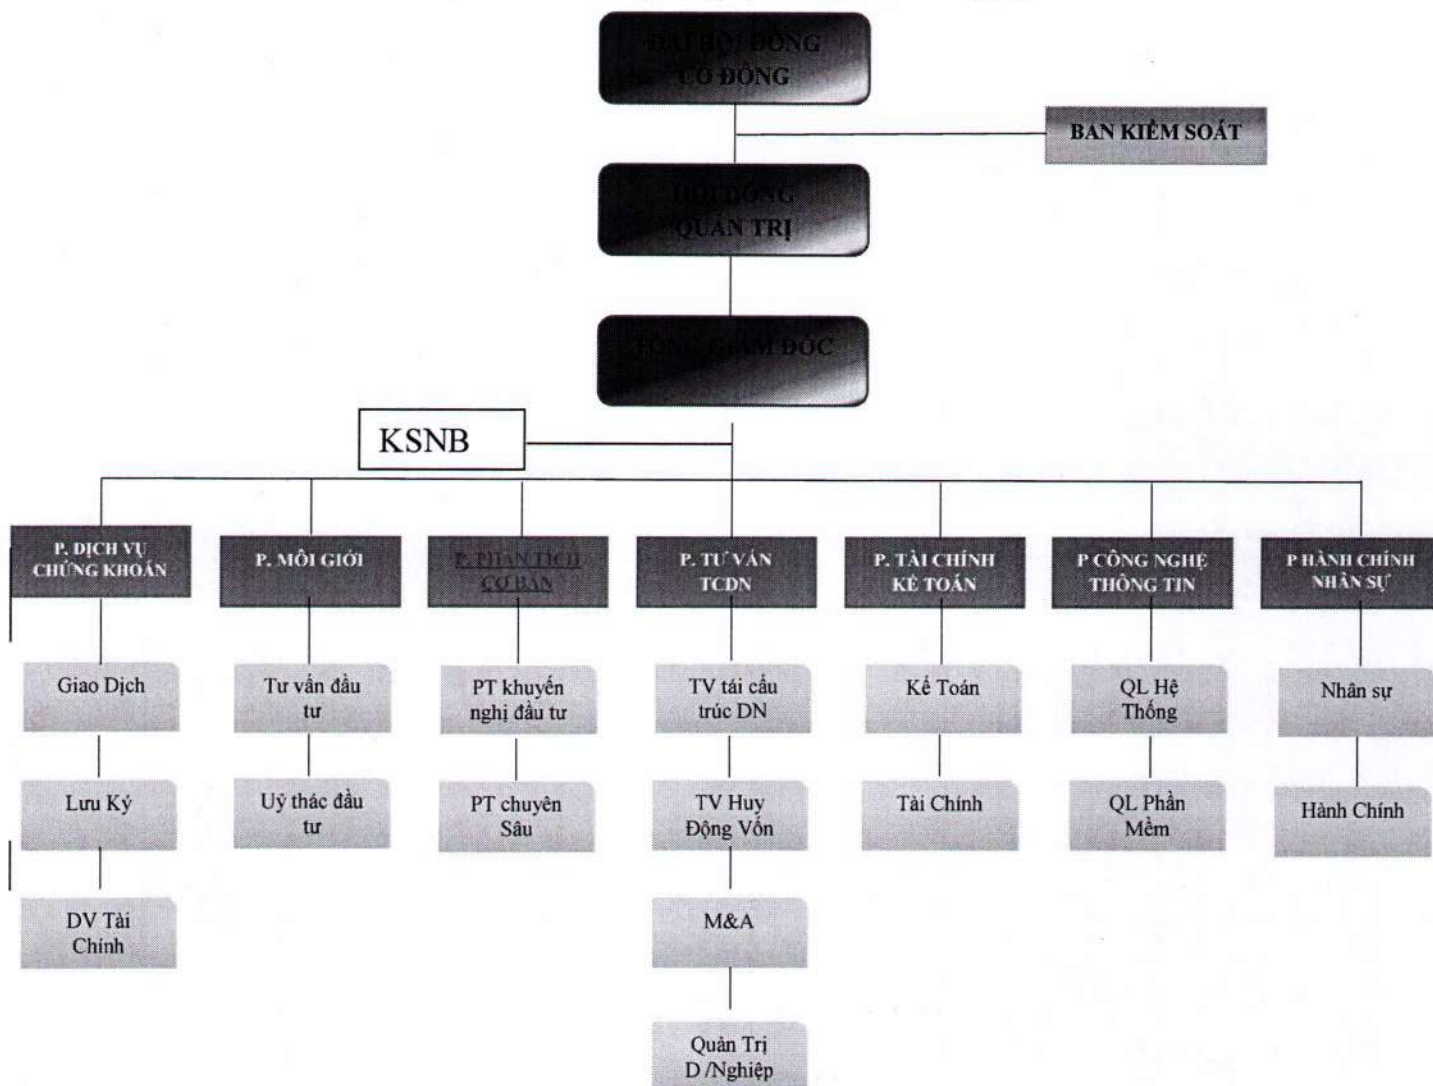 ĐẠI HỘI ĐỒNG
CỔ ĐÔNG
BAN KIỂM SOÁT
HỘI ĐỒNG
QUẢN TRỊ
TỔNG GIÁM ĐỐC
KSNB
P. DỊCH VỤ
CHỨNG KHOÁN
P. MÔI GIỚI
P. PHÂN TÍCH
CƠ BẢN
P. TƯ VẤN
TCDN
P. TÀI CHÍNH
KẾ TOÁN
P CÔNG NGHỆ
THÔNG TIN
P HÀNH CHÍNH
NHÂN SỰ
Giao Dịch
Tư vấn đầu
tư
PT khuyến
nghị đầu tư
TV tái cấu
trúc DN
Kế Toán
QL Hệ
Thống
Nhân sự
Lưu Ký
Uỷ thác đầu
tư
PT chuyên
Sâu
TV Huy
Động Vốn
Tài Chính
QL Phần
Mềm
Hành Chính
DV Tài
Chính
M&A
Quản Trị
D /Nghiệp